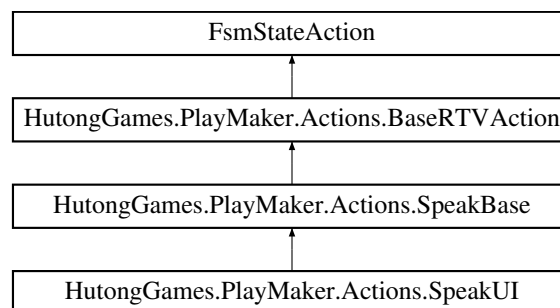 FsmStateAction
HutongGames.PlayMaker.Actions.BaseRTVAction
HutongGames.PlayMaker.Actions.SpeakBase
HutongGames.PlayMaker.Actions.SpeakUI